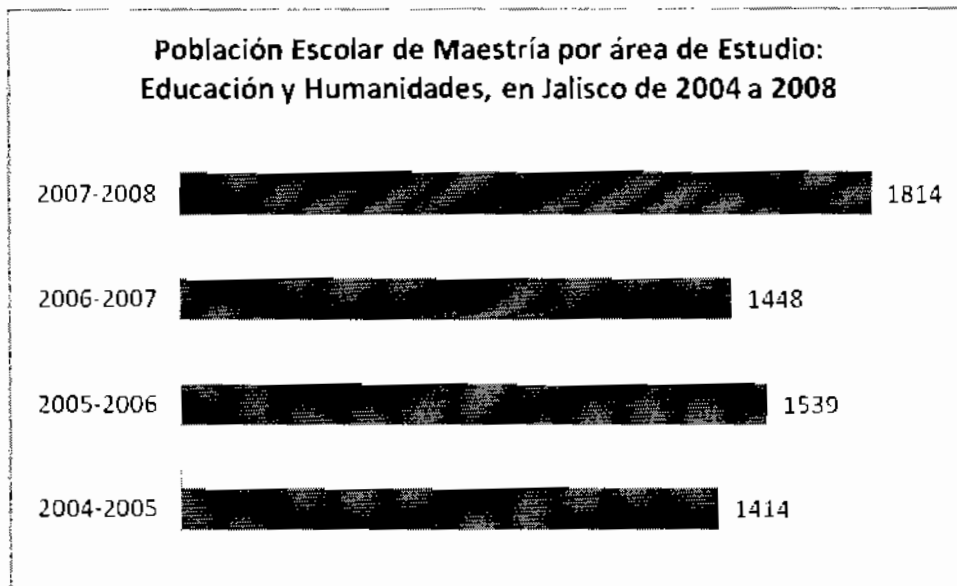 Población Escolar de Maestría por área de Estudio:
Educación y Humanidades, en Jalisco de 2004 a 2008
2007-2008 1814
2006-2007 1448
2005-2006 1539
2004-2005 1414